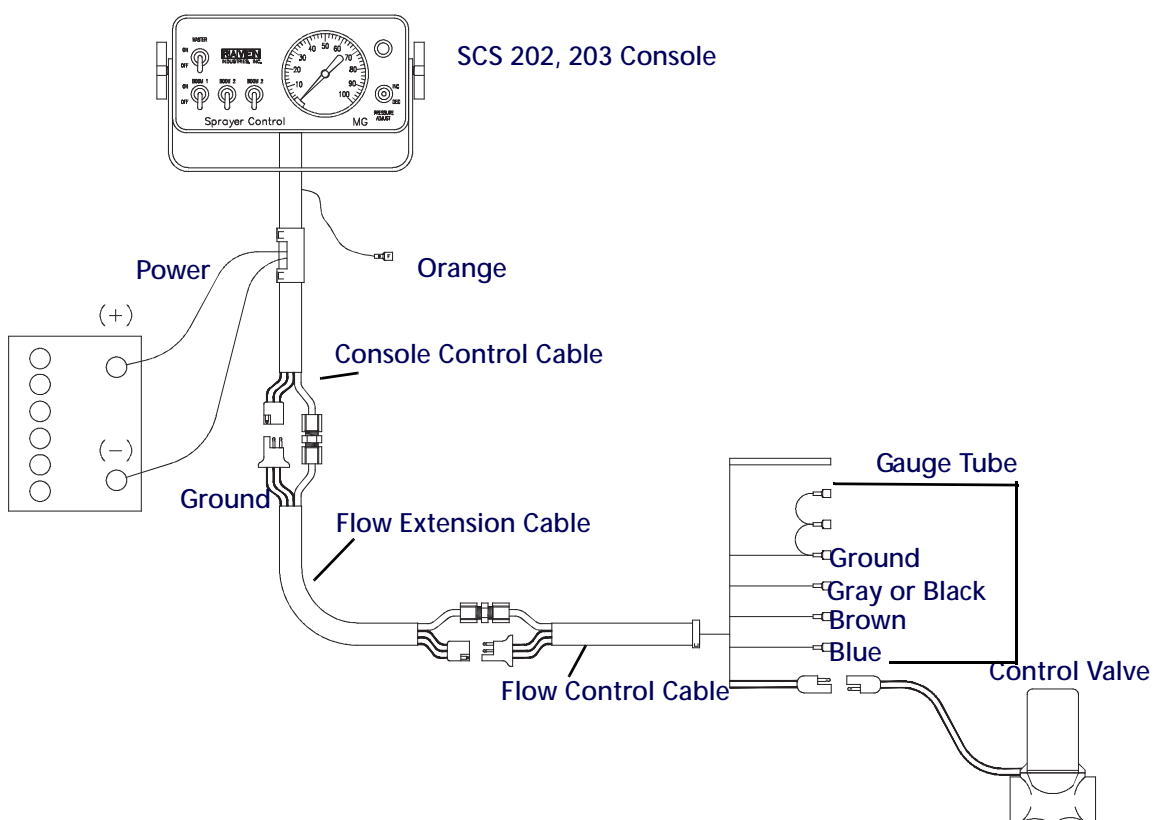 SCS 202, 203 Console
MASTER
ON
OFF
RAVEN
INDUSTRIES, INC.
BOOM 1 BOOM 2 BOOM 3
ON
OFF
10 20 30 40 50 60 70 80 90 100
INC
DEC
PRESSURE
ADJUST
Sprayer Control MG
Power
Orange
(+)
Console Control Cable
(-)
Ground
Flow Extension Cable
Gauge Tube
Ground
Gray or Black
Brown
Blue
Control Valve
Flow Control Cable